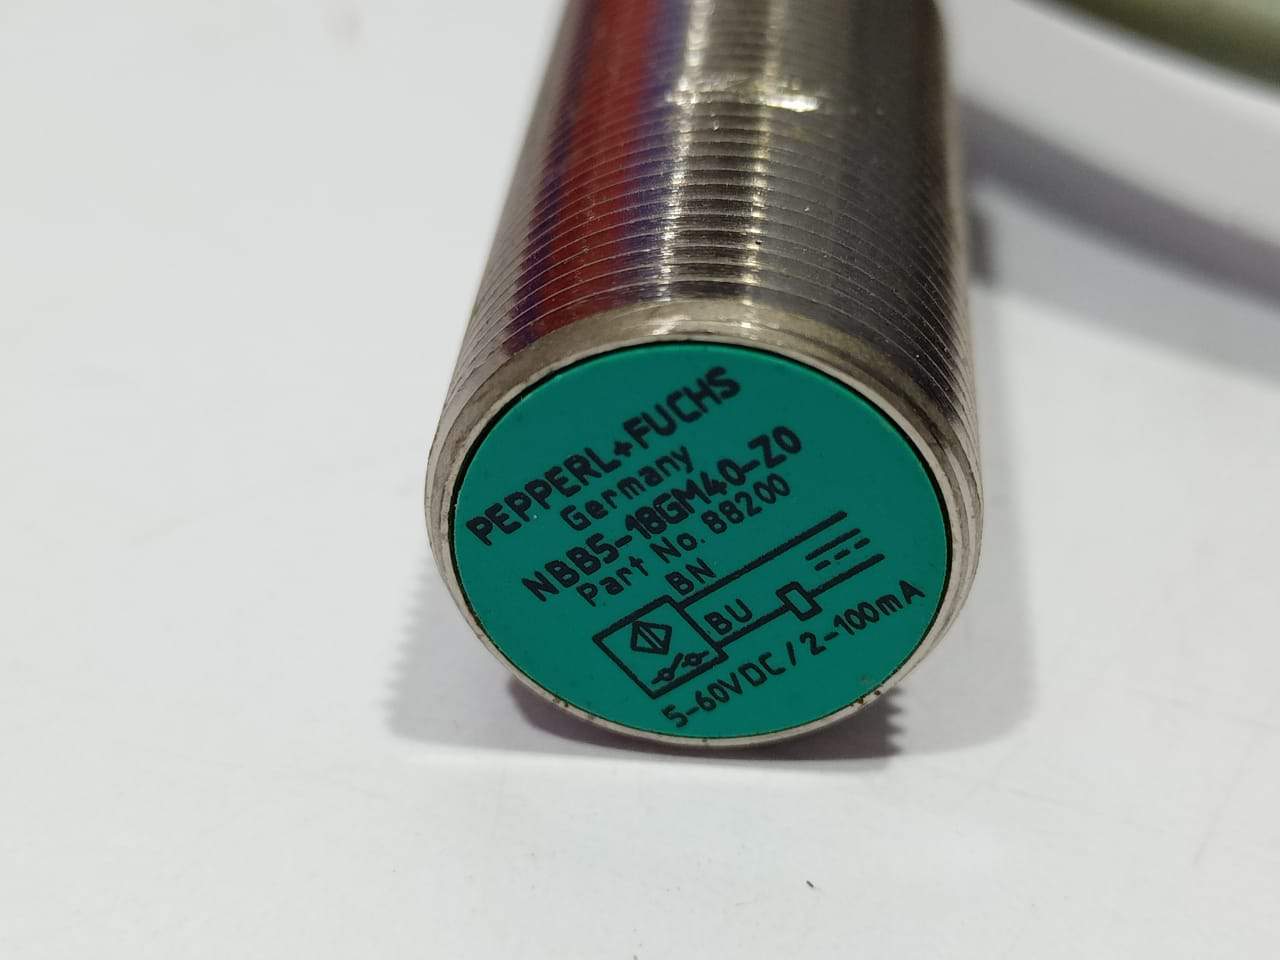 PEPPERL+FUCHS
Germany
NBB5-18GM40-Z0
Part No. 88200
BN
BU
5-60VDC / 2-100mA